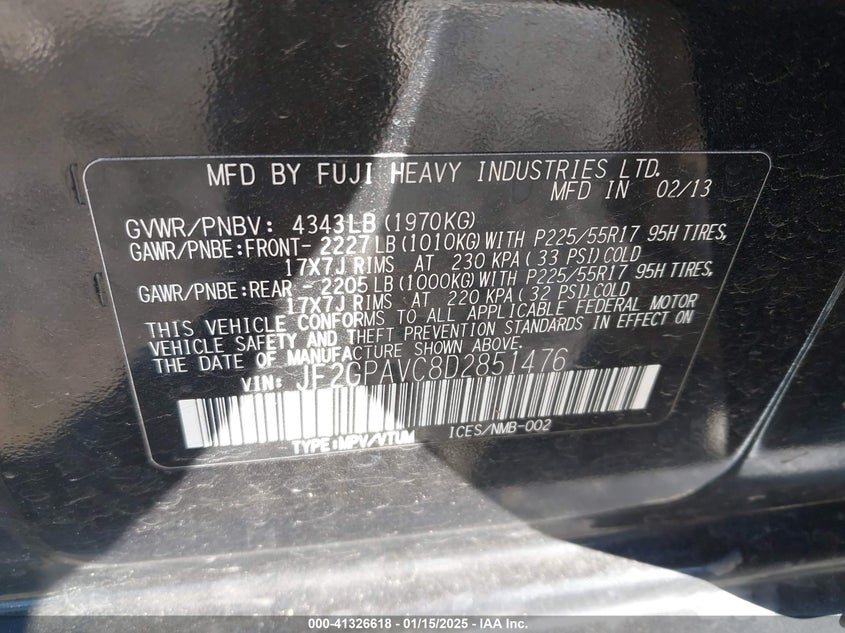 MFD BY FUJI HEAVY INDUSTRIES LTD.
MFD IN 02/13
GVWR/PNBV: 4343LB(1970KG)
GAWR/PNBE:FRONT- 2227LB(1010KG)WITH P225/55R17 95H TIRES,
17X7J RIMS AT 230 KPA( 33 PSI)COLD
GAWR/PNBE:REAR - 2205LB(1000KG)WITH P225/55R17 95H TIRES,
17X7J RIMS AT 220 KPA( 32 PSI)COLD
THIS VEHICLE CONFORMS TO ALL APPLICABLE FEDERAL MOTOR
VEHICLE SAFETY AND THEFT PREVENTION STANDARDS IN EFFECT ON
THE DATE OF MANUFACTURE SHOWN ABOVE.
VIN: JF2GPAVC8D2851476
TYPE:MPV/VTUM ICES/NMB-002
000-41326618 - 01/15/2025 - IAA Inc.